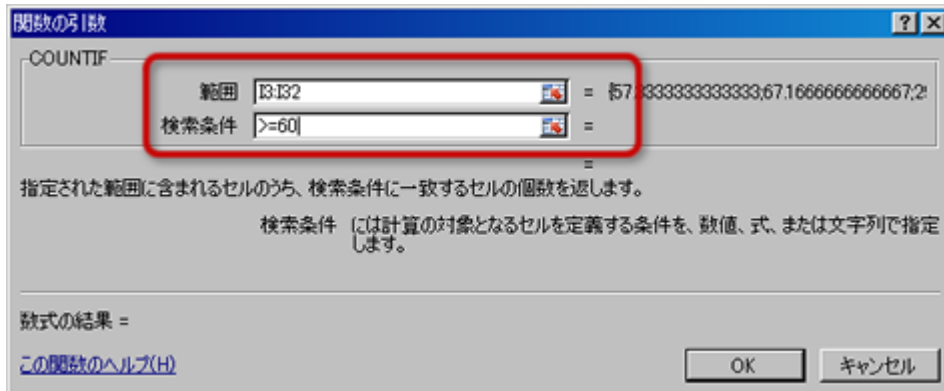 関数の引数
COUNTIF
範囲 I3:I32 = 3333333333333;67.1666666666667;2
検索条件 >=60 =
=
指定された範囲に含まれるセルのうち、検索条件に一致するセルの個数を返します。
検索条件 には計算の対象となるセルを定義する条件を、数値、式、または文字列で指定
します。
数式の結果 =
この関数のヘルプ(H)
OK キャンセル